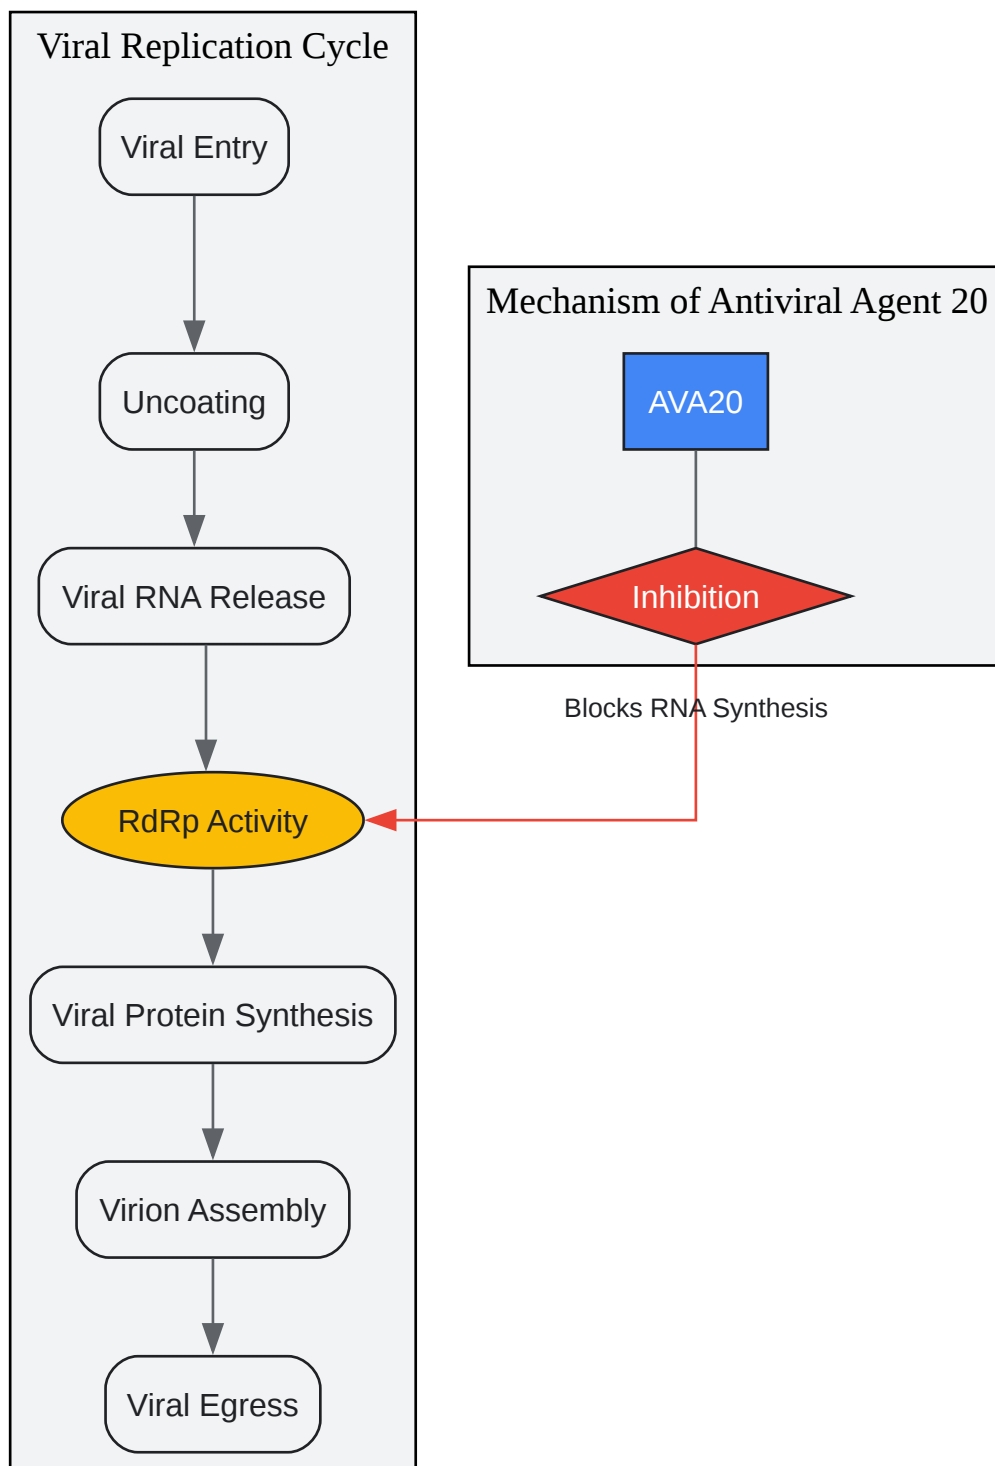 Viral Replication Cycle
Viral Entry
Uncoating
Viral RNA Release
RdRp Activity
Viral Protein Synthesis
Virion Assembly
Viral Egress
Mechanism of Antiviral Agent 20
AVA20
Inhibition
Blocks RNA Synthesis